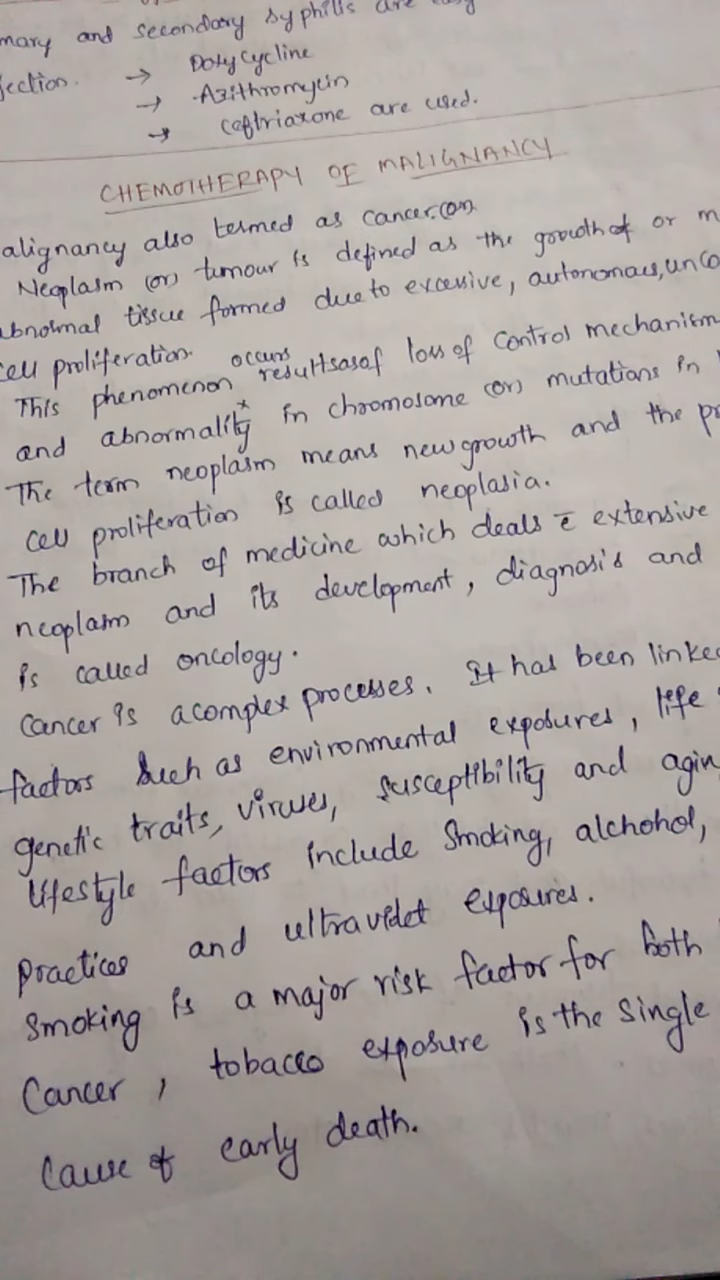 mary and secondary syphilis are easy
jection. → Doxycycline
→ Azithromycin
→ Ceftriaxone are used.
CHEMOTHERAPY OF MALIGNANCY
alignancy also termed as cancer (or)
Neoplasm (or) tumour is defined as the growth of or m
abnormal tissue formed due to excessive, autonomous, unco
cell proliferation.
This phenomenon occurs results as of loss of control mechanism
and abnormality in chromosome (or) mutations in
The term neoplasm means new growth and the pr
cell proliferation is called neoplasia.
The branch of medicine which deals c̄ extensive
neoplasm and its development, diagnosis and
is called oncology.
Cancer is a complex processes. It has been linked
factors such as environmental exposures, life
genetic traits, viruses, susceptibility and agin
lifestyle factors include smoking, alchohol,
practices and ultraviolet exposures.
Smoking is a major risk factor for both
Cancer, tobacco exposure is the single
Cause of early death.